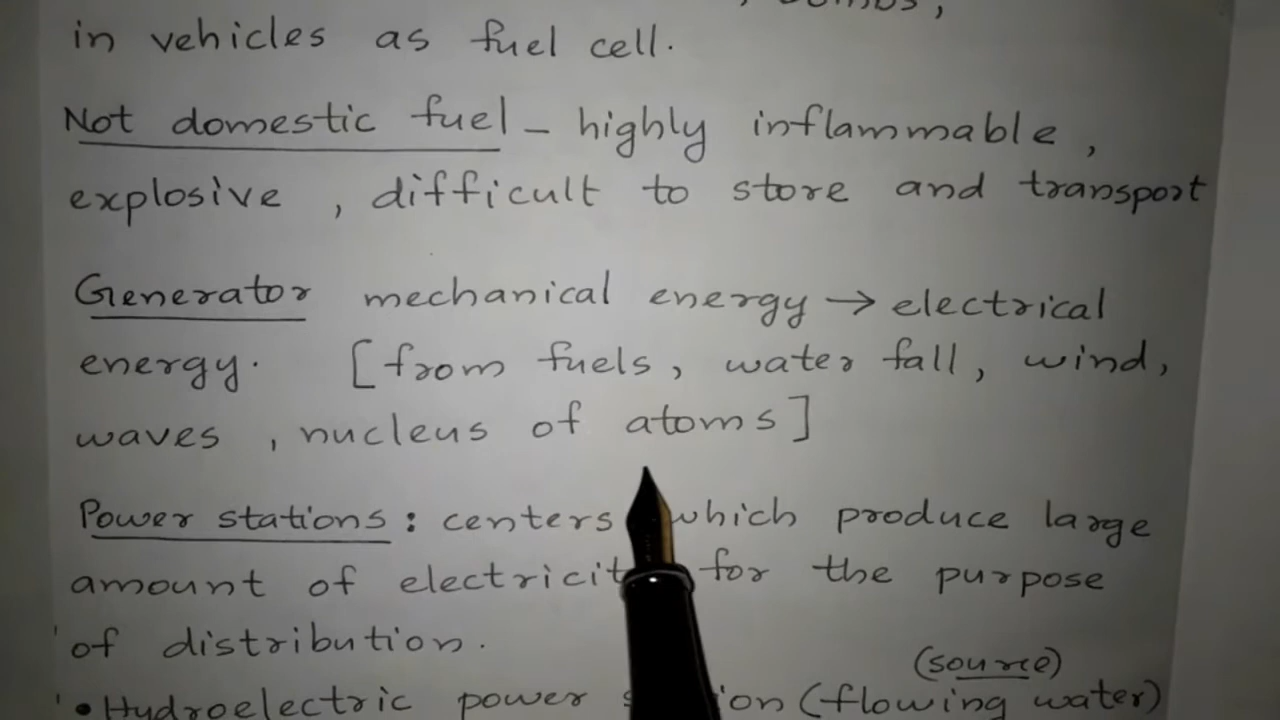 in vehicles as fuel cell.
Not domestic fuel - highly inflammable,
explosive, difficult to store and transport
Generator mechanical energy → electrical
energy. [from fuels, water fall, wind,
waves, nucleus of atoms]
Power stations: centers which produce large
amount of for the purpose
of distribution.
(source)
• Hydroelectric power (flowing water)